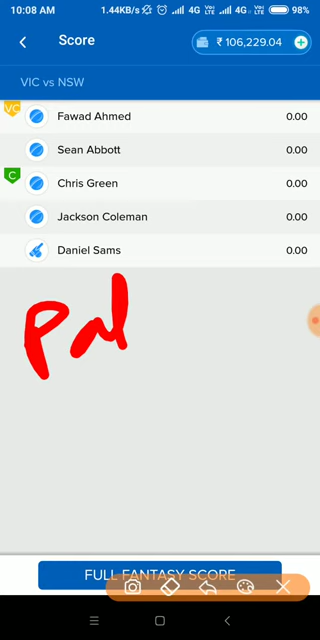 10:08 AM 1.44KB/s 4G VoLTE 4G VoLTE 98%
Score ₹ 106,229.04
VIC vs NSW
VC Fawad Ahmed 0.00
Sean Abbott 0.00
C Chris Green 0.00
Jackson Coleman 0.00
Daniel Sams 0.00
FULL FANTASY SCORE